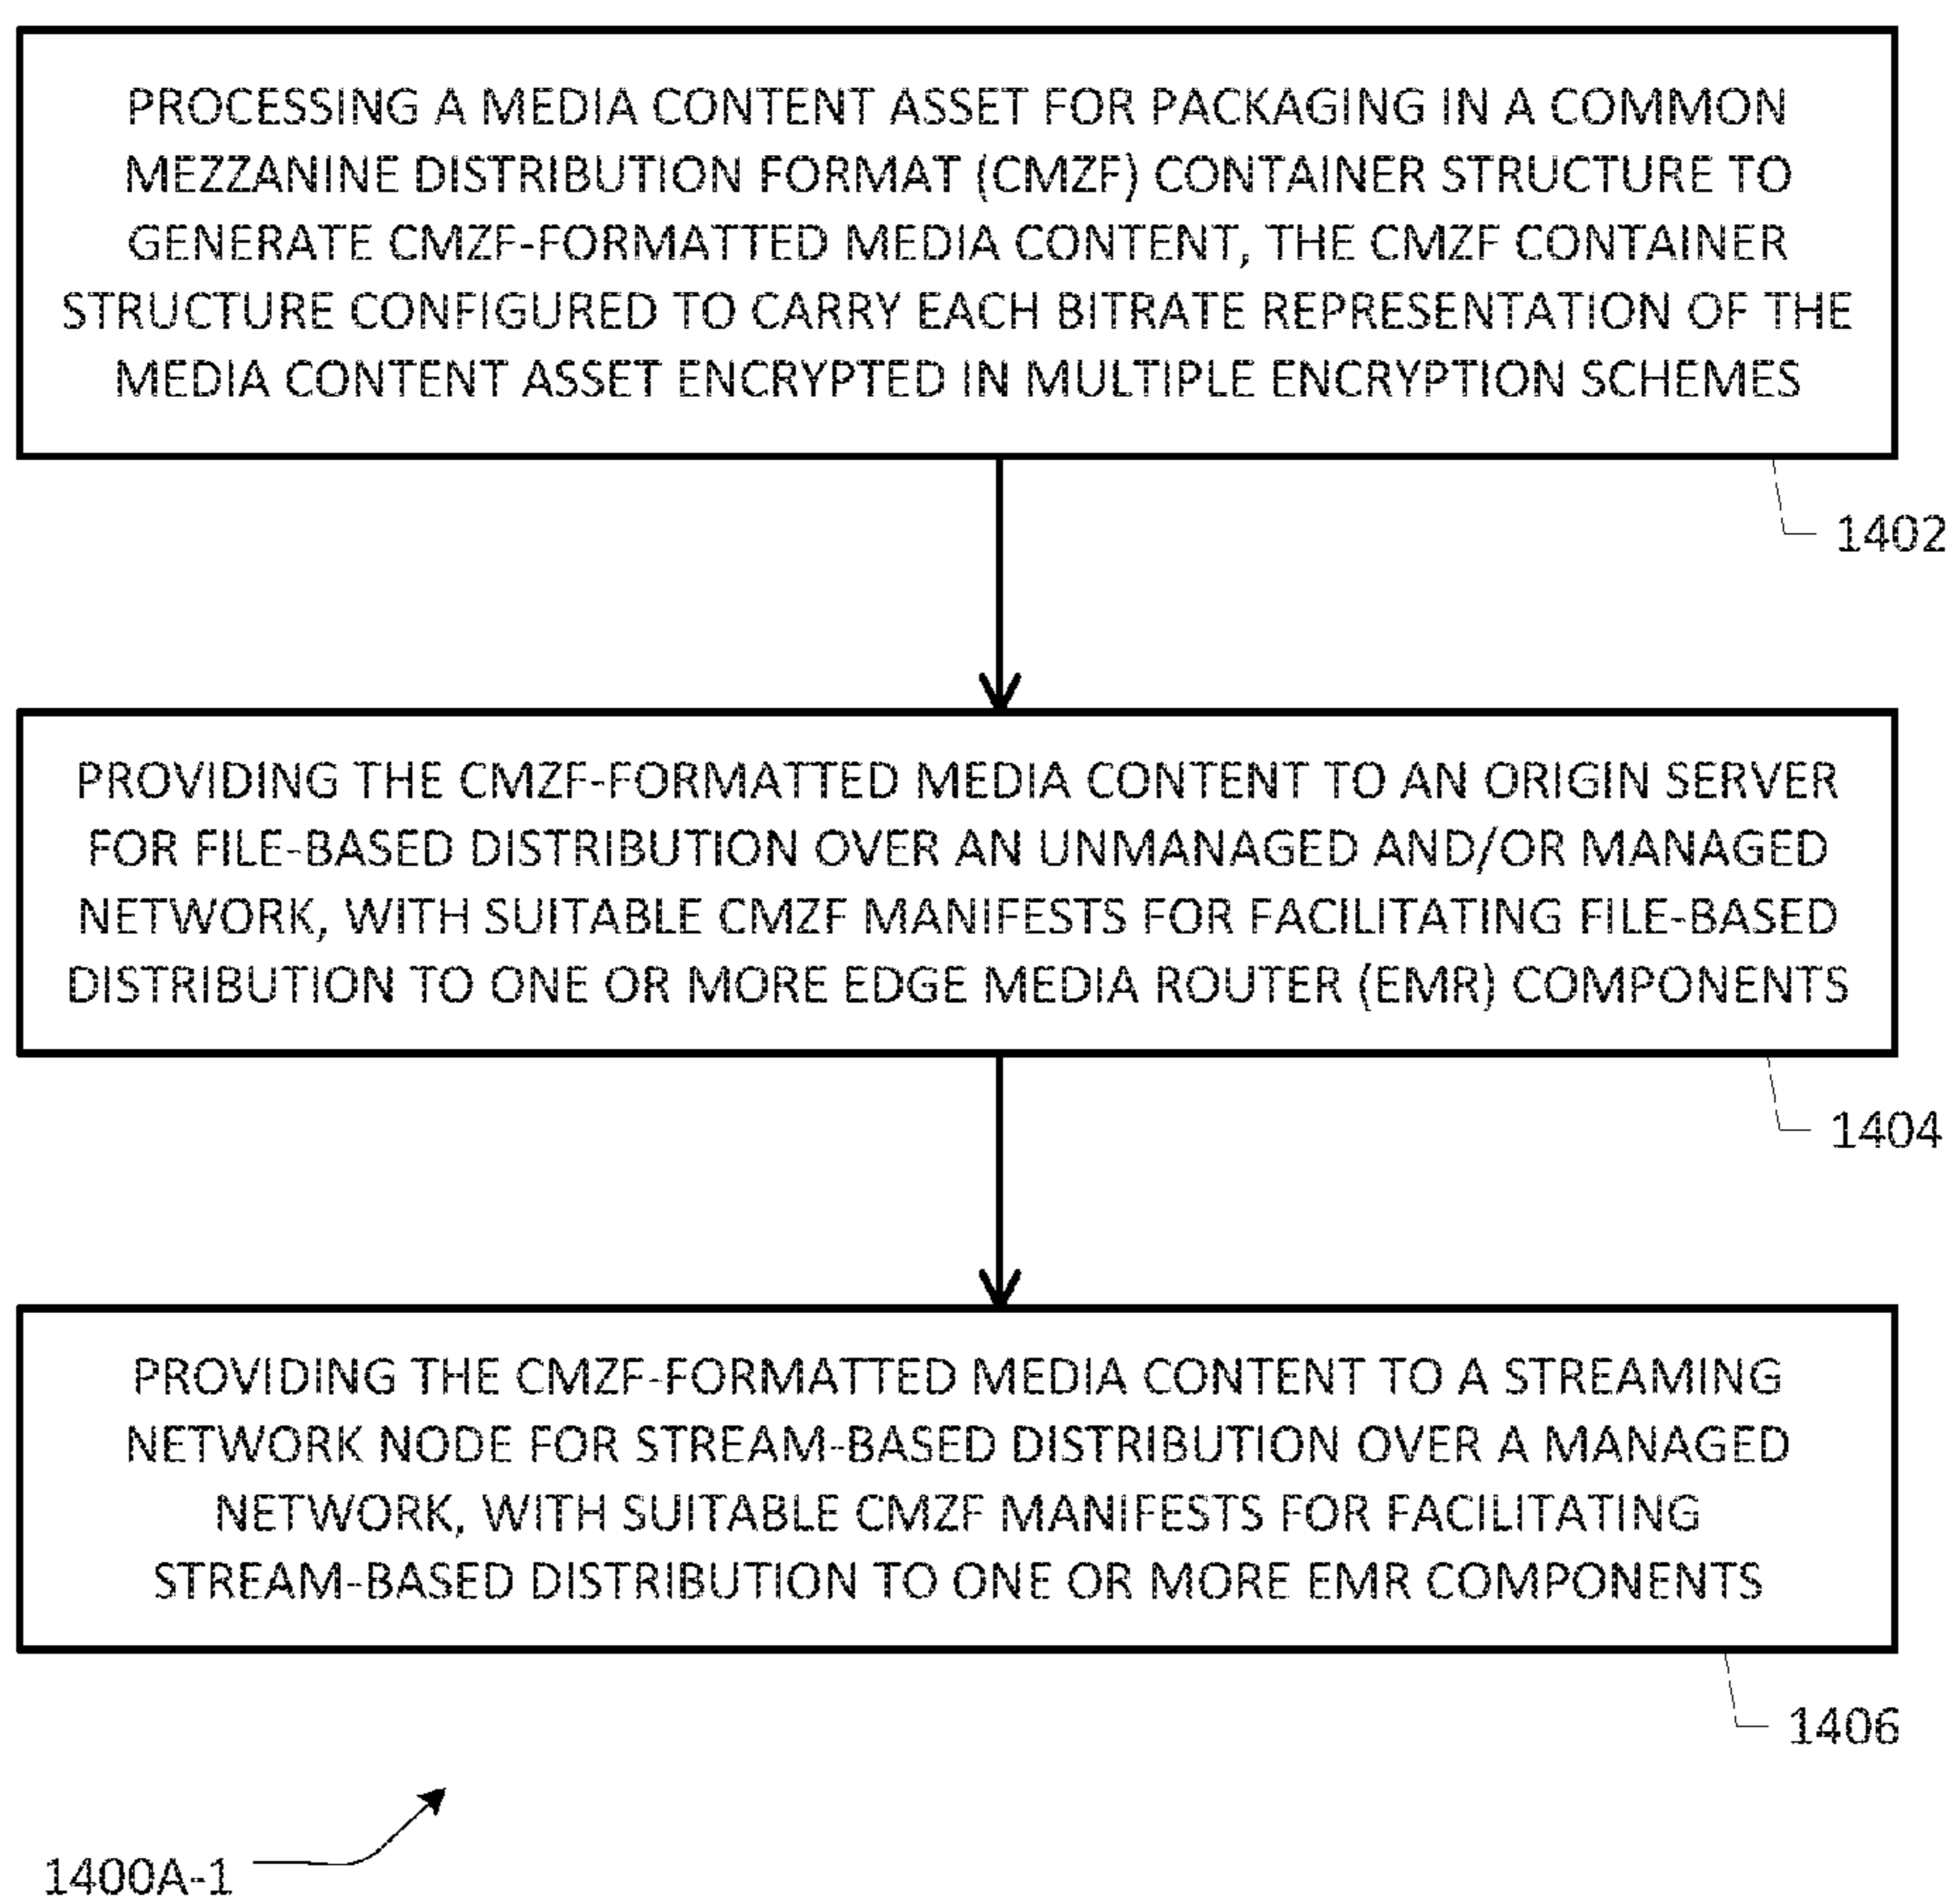 PROCESSING A MEDIA CONTENT ASSET FOR PACKAGING IN A COMMON
MEZZANINE DISTRIBUTION FORMAT (CMZF) CONTAINER STRUCTURE TO
GENERATE CMZF-FORMATTED MEDIA CONTENT, THE CMZF CONTAINER
STRUCTURE CONFIGURED TO CARRY EACH BITRATE REPRESENTATION OF THE
MEDIA CONTENT ASSET ENCRYPTED IN MULTIPLE ENCRYPTION SCHEMES
1402
PROVIDING THE CMZF-FORMATTED MEDIA CONTENT TO AN ORIGIN SERVER
FOR FILE-BASED DISTRIBUTION OVER AN UNMANAGED AND/OR MANAGED
NETWORK, WITH SUITABLE CMZF MANIFESTS FOR FACILITATING FILE-BASED
DISTRIBUTION TO ONE OR MORE EDGE MEDIA ROUTER (EMR) COMPONENTS
1404
PROVIDING THE CMZF-FORMATTED MEDIA CONTENT TO A STREAMING
NETWORK NODE FOR STREAM-BASED DISTRIBUTION OVER A MANAGED
NETWORK, WITH SUITABLE CMZF MANIFESTS FOR FACILITATING
STREAM-BASED DISTRIBUTION TO ONE OR MORE EMR COMPONENTS
1406
1400A-1